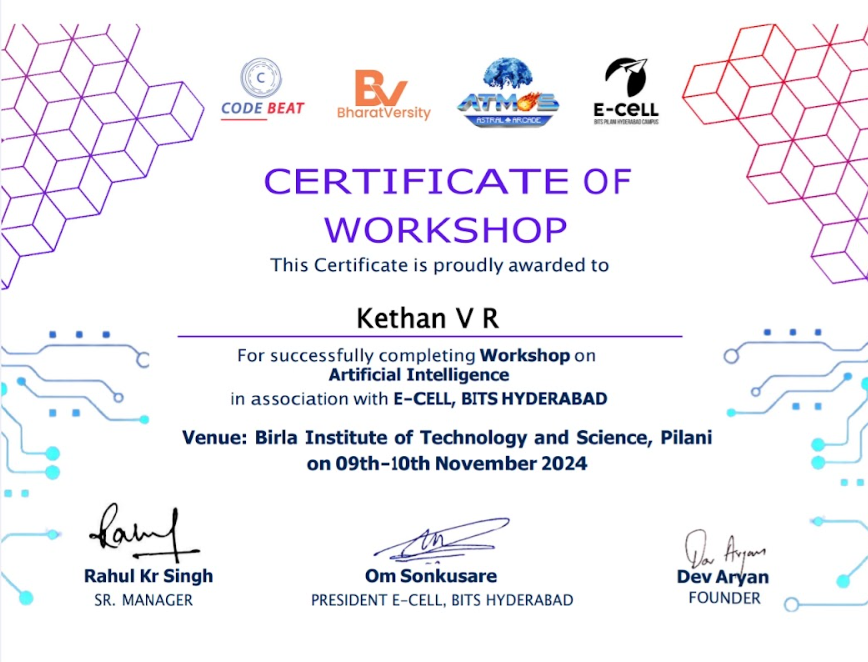 C
CODE BEAT
BV
BharatVersity
ATMOS
ASTRAL ARCADE
E-CELL
BITS PILANI HYDERABAD CAMPUS
CERTIFICATE OF
WORKSHOP
This Certificate is proudly awarded to
Kethan V R
For successfully completing Workshop on
Artificial Intelligence
in association with E-CELL, BITS HYDERABAD
Venue: Birla Institute of Technology and Science, Pilani
on 09th-10th November 2024
Rahul
Dev Aryan
Rahul Kr Singh
Om Sonkusare
Dev Aryan
SR. MANAGER
PRESIDENT E-CELL, BITS HYDERABAD
FOUNDER